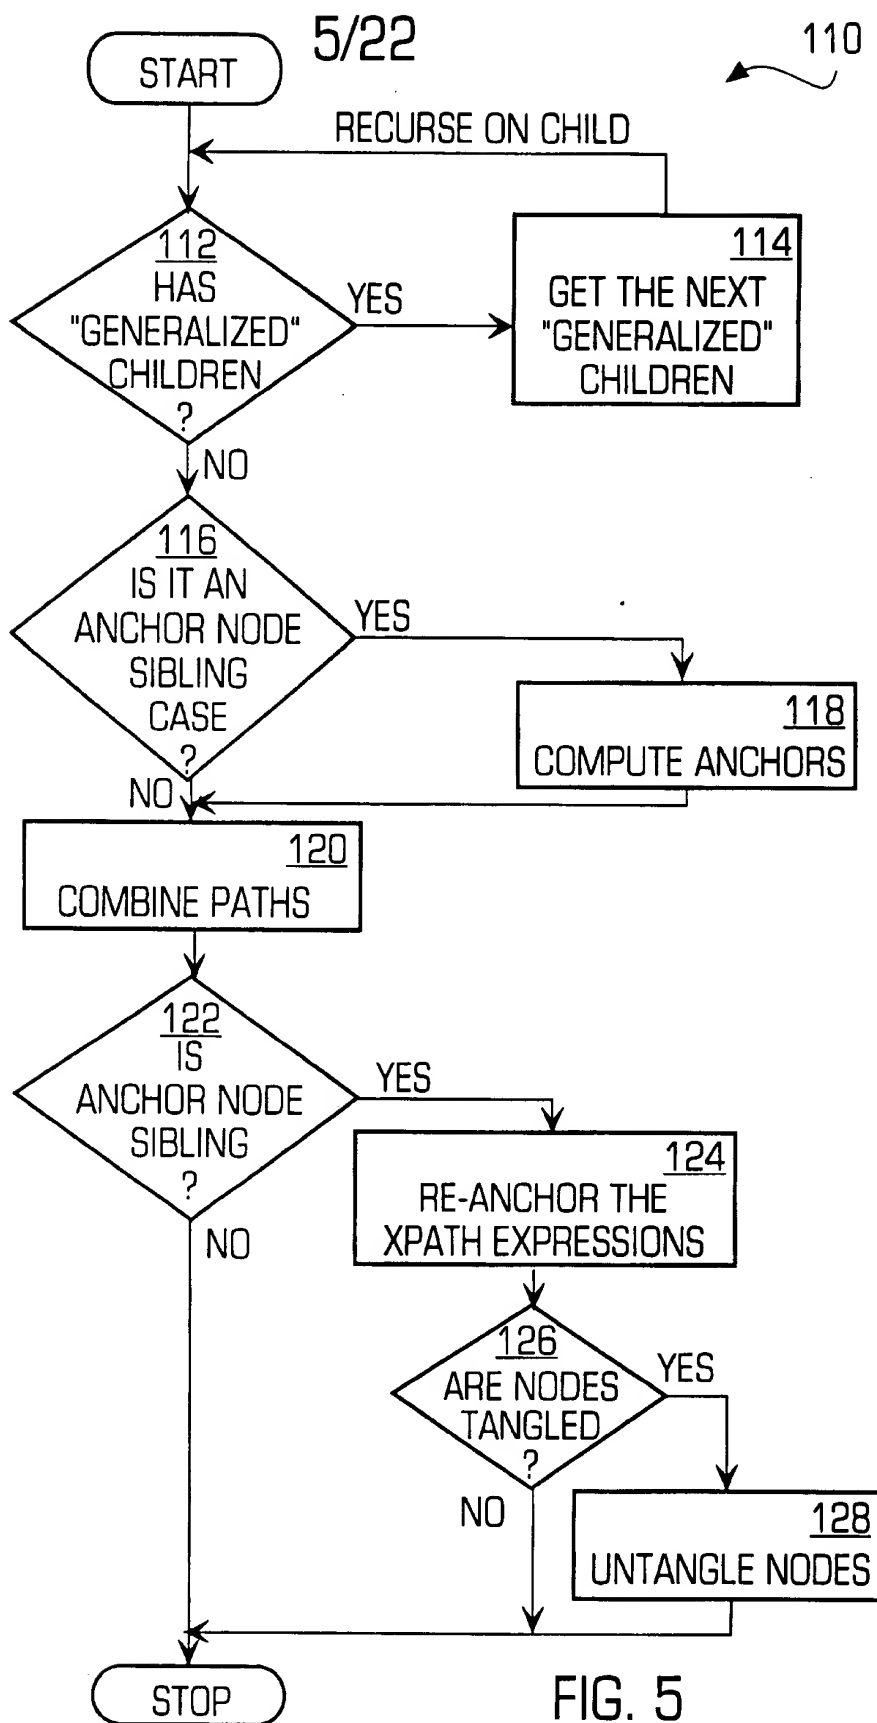 5/22
110
START
RECURSE ON CHILD
112
HAS
"GENERALIZED"
CHILDREN
?
YES
114
GET THE NEXT
"GENERALIZED"
CHILDREN
NO
116
IS IT AN
ANCHOR NODE
SIBLING
CASE
?
YES
118
COMPUTE ANCHORS
NO
120
COMBINE PATHS
122
IS
ANCHOR NODE
SIBLING
?
YES
124
RE-ANCHOR THE
XPATH EXPRESSIONS
NO
126
ARE NODES
TANGLED
?
YES
NO
128
UNTANGLE NODES
STOP
FIG. 5